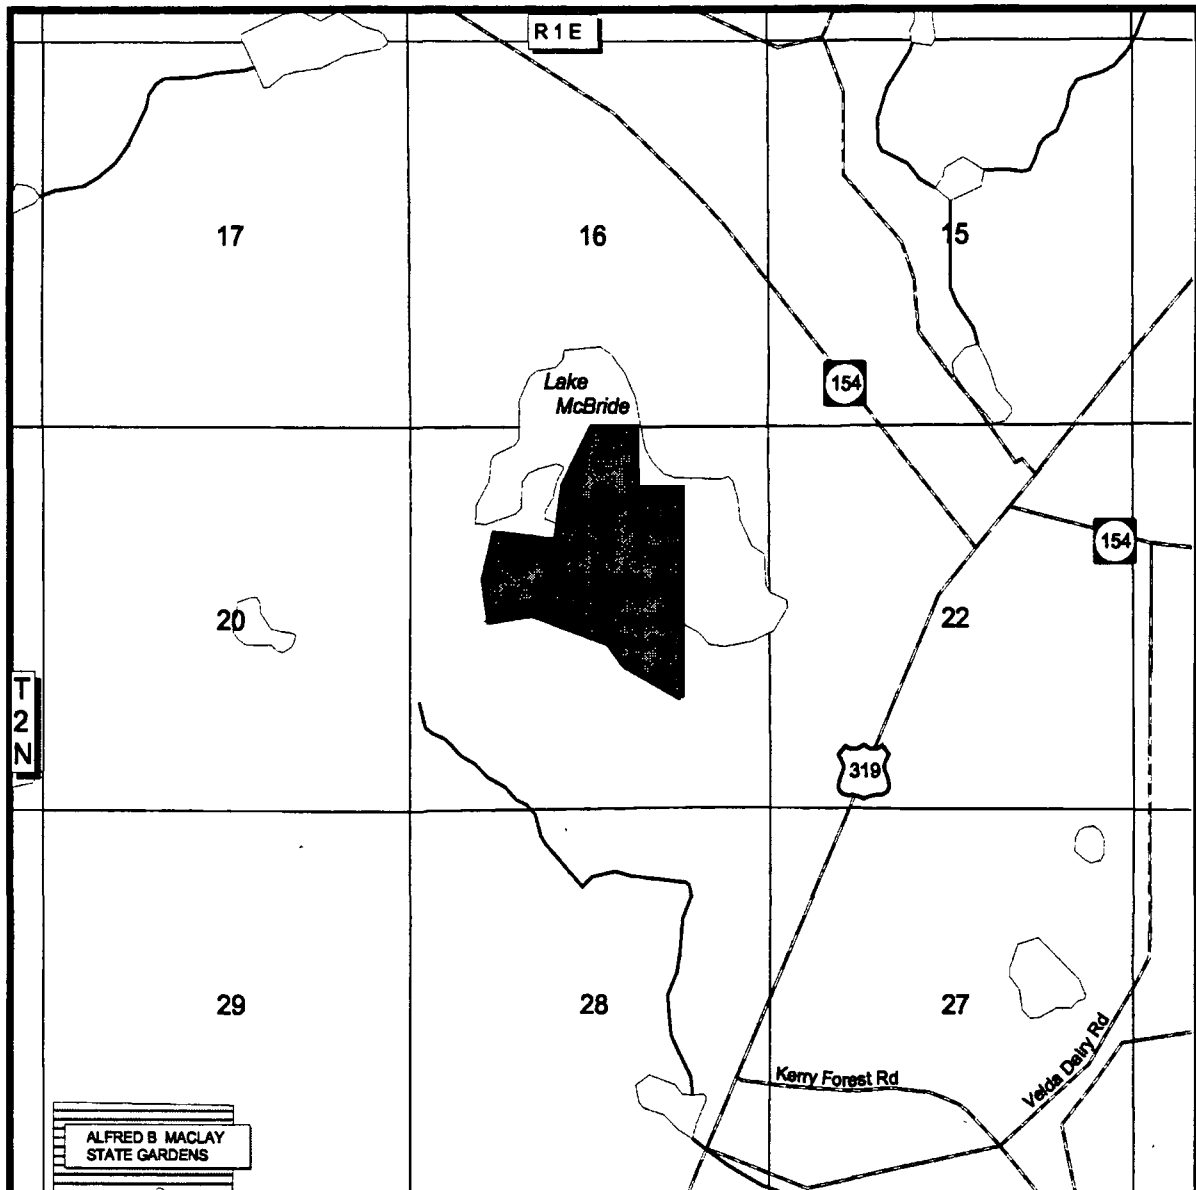 R 1 E
17
16
15
Lake
McBride
154
154
20
22
T
2
N
319
29
28
27
Kerry Forest Rd
Velda Dairy Rd
ALFRED B MACLAY
STATE GARDENS